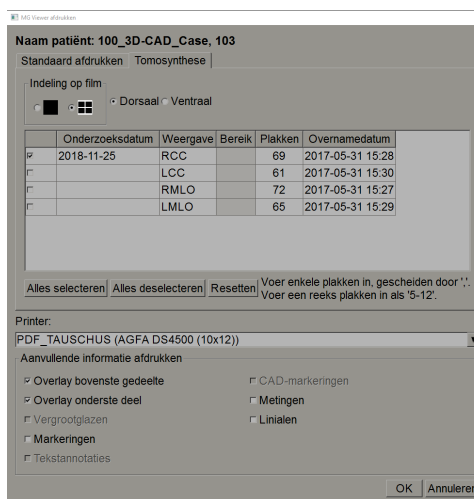 MG Viewer afdrukken
Naam patiënt: 100_3D-CAD_Case, 103
Standaard afdrukken Tomosynthese
Indeling op film
Dorsaal Ventraal
Onderzoeksdatum Weergave Bereik Plakken Overnamedatum
2018-11-25 RCC 69 2017-05-31 15:28
LCC 61 2017-05-31 15:30
RMLO 72 2017-05-31 15:27
LMLO 65 2017-05-31 15:29
Alles selecteren Alles deselecteren Resetten Voer enkele plakken in, gescheiden door ','.
Voer een reeks plakken in als '5-12'.
Printer:
PDF_TAUSCHUS (AGFA DS4500 (10x12))
Aanvullende informatie afdrukken
Overlay bovenste gedeelte CAD-markeringen
Overlay onderste deel Metingen
Vergrootglazen Linialen
Markeringen
Tekstannotaties
OK Annuleren